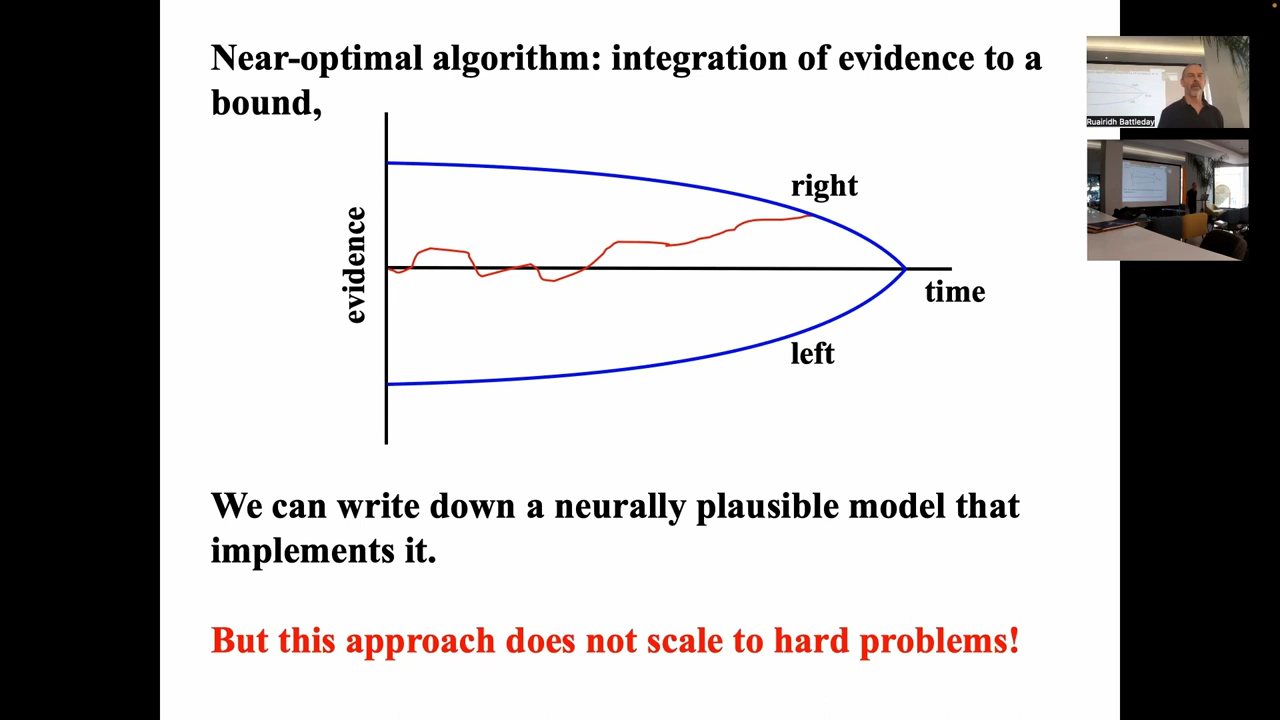 Near-optimal algorithm: integration of evidence to a
bound,
right
evidence
time
left
We can write down a neurally plausible model that
implements it.
But this approach does not scale to hard problems!
Ruairidh Battleday